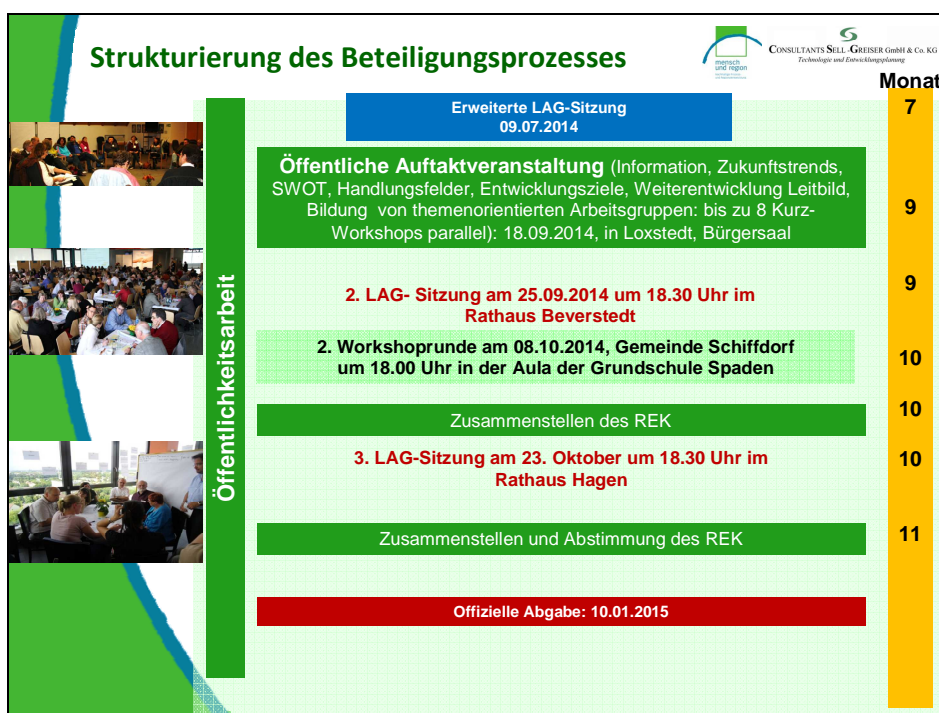 Strukturierung des Beteiligungsprozesses
mensch
und region
CONSULTANTS SELL-GREISER GmbH & Co. KG
Technologie und Entwicklungsplanung
Monat
Öffentlichkeitsarbeit
Erweiterte LAG-Sitzung
09.07.2014
7
Öffentliche Auftaktveranstaltung (Information, Zukunftstrends,
SWOT, Handlungsfelder, Entwicklungsziele, Weiterentwicklung Leitbild,
Bildung von themenorientierten Arbeitsgruppen: bis zu 8 Kurz-
Workshops parallel): 18.09.2014, in Loxstedt, Bürgersaal
9
2. LAG- Sitzung am 25.09.2014 um 18.30 Uhr im
Rathaus Beverstedt
9
2. Workshoprunde am 08.10.2014, Gemeinde Schiffdorf
um 18.00 Uhr in der Aula der Grundschule Spaden
10
Zusammenstellen des REK
10
3. LAG-Sitzung am 23. Oktober um 18.30 Uhr im
Rathaus Hagen
10
Zusammenstellen und Abstimmung des REK
11
Offizielle Abgabe: 10.01.2015